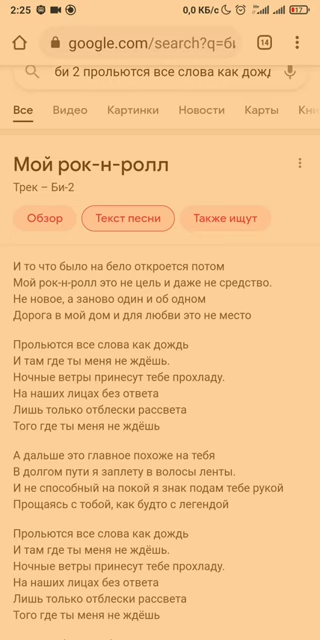 2:25
0,0 КБ/с
17
google.com/search?q=би
14
би 2 прольются все слова как дождь
Все Видео Картинки Новости Карты
Мой рок-н-ролл
Трек – Би-2
Обзор Текст песни Также ищут
И то что было на бело откроется потом
Мой рок-н-ролл это не цель и даже не средство.
Не новое, а заново один и об одном
Дорога в мой дом и для любви это не место
Прольются все слова как дождь
И там где ты меня не ждёшь.
Ночные ветры принесут тебе прохладу.
На наших лицах без ответа
Лишь только отблески рассвета
Того где ты меня не ждёшь
А дальше это главное похоже на тебя
В долгом пути я заплету в волосы ленты.
И не способный на покой я знак подам тебе рукой
Прощаясь с тобой, как будто с легендой
Прольются все слова как дождь
И там где ты меня не ждёшь.
Ночные ветры принесут тебе прохладу.
На наших лицах без ответа
Лишь только отблески рассвета
Того где ты меня не ждёшь